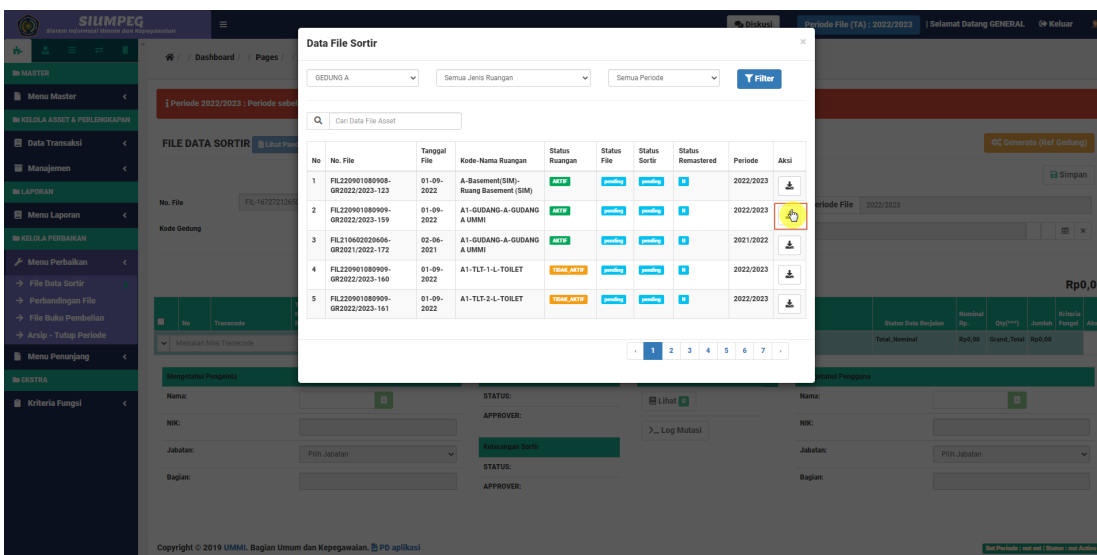 SIUMPEG
Sistem Informasi Umum dan Kepegawaian
Diskusi
Periode File (TA) : 2022/2023 | Selamat Datang GENERAL
Keluar
Dashboard / Pages /
MASTER
Menu Master
KELOLA ASSET & PERLENGKAPAN
Data Transaksi
Manajemen
LAPORAN
Menu Laporan
KELOLA PERBAIKAN
Menu Perbaikan
File Data Sortir
Perbandingan File
File Buku Pembelian
Arsip - Tutup Periode
Menu Penunjang
EKSTRA
Kriteria Fungsi
Periode 2022/2023 : Periode sebel
FILE DATA SORTIR
Generate (Ref Gedung)
Simpan
No. File
FIL-1672721265
Periode File
2022/2023
Kode Gedung
Rp0,0
No
Tracecode
Status Data Berjalan
Nominal Rp.
Qty(***)
Jumlah
Kriteria Fungsi
Total_Nominal
Rp0,00
Grand_Total
Rp0,00
Data File Sortir
×
GEDUNG A
Semua Jenis Ruangan
Semua Periode
Filter
Cari Data File Asset
No
No. File
Tanggal File
Kode-Nama Ruangan
Status Ruangan
Status File
Status Sortir
Status Remastered
Periode
Aksi
1 FIL220901080908-GR2022/2023-123 01-09-2022 A-Basement(SIM)-Ruang Basement (SIM) AKTIF pending pending N 2022/2023
2 FIL220901080909-GR2022/2023-159 01-09-2022 A1-GUDANG-A-GUDANG A UMMI AKTIF pending pending N 2022/2023
3 FIL210602020606-GR2021/2022-172 02-06-2021 A1-GUDANG-A-GUDANG A UMMI AKTIF pending pending N 2021/2022
4 FIL220901080909-GR2022/2023-160 01-09-2022 A1-TLT-1-L-TOILET TIDAK_AKTIF pending pending N 2022/2023
5 FIL220901080909-GR2022/2023-161 01-09-2022 A1-TLT-2-L-TOILET TIDAK_AKTIF pending pending N 2022/2023
‹ 1 2 3 4 5 6 7 ›
Nama:
NIK:
Jabatan:
Pilih Jabatan
Bagian:
STATUS:
APPROVER:
Keterangan Sortir
STATUS:
APPROVER:
Lihat
Log Mutasi
Nama:
NIK:
Jabatan:
Pilih Jabatan
Bagian:
Copyright © 2019 UMMI. Bagian Umum dan Kepegawaian. PD aplikasi